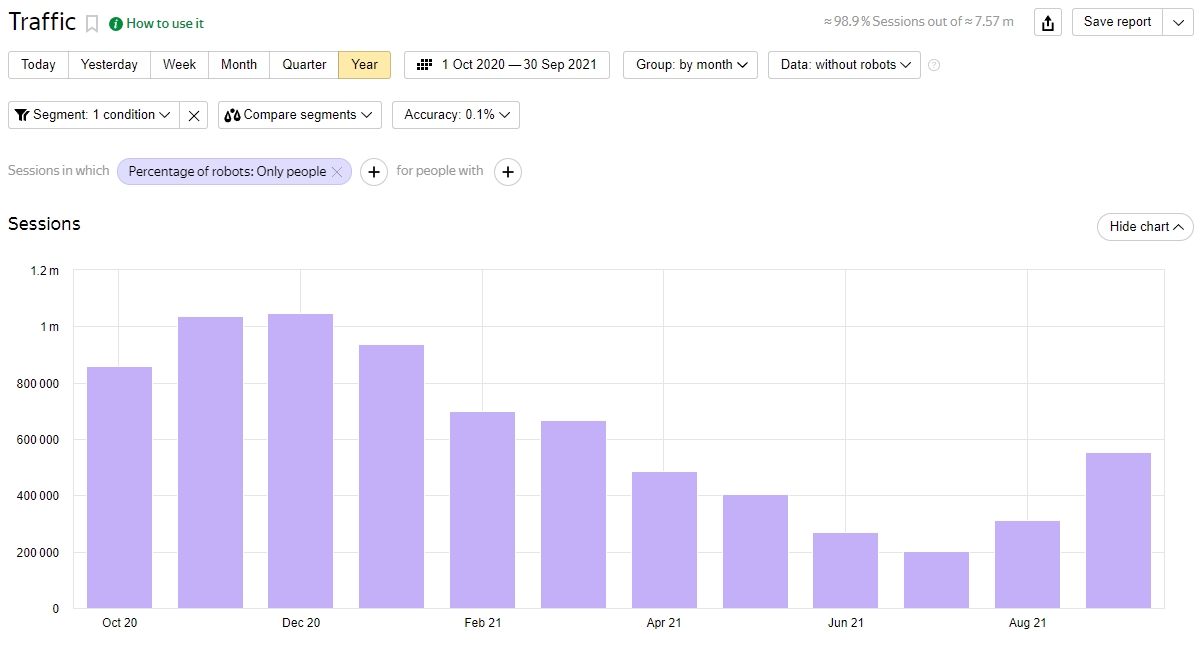 Traffic How to use it ≈ 98.9 % Sessions out of ≈ 7.57 m Save report
Today Yesterday Week Month Quarter Year 1 Oct 2020 — 30 Sep 2021 Group: by month Data: without robots
Segment: 1 condition Compare segments Accuracy: 0.1%
Sessions in which Percentage of robots: Only people for people with
Sessions Hide chart
1.2 m
1 m
800 000
600 000
400 000
200 000
0
Oct 20 Dec 20 Feb 21 Apr 21 Jun 21 Aug 21